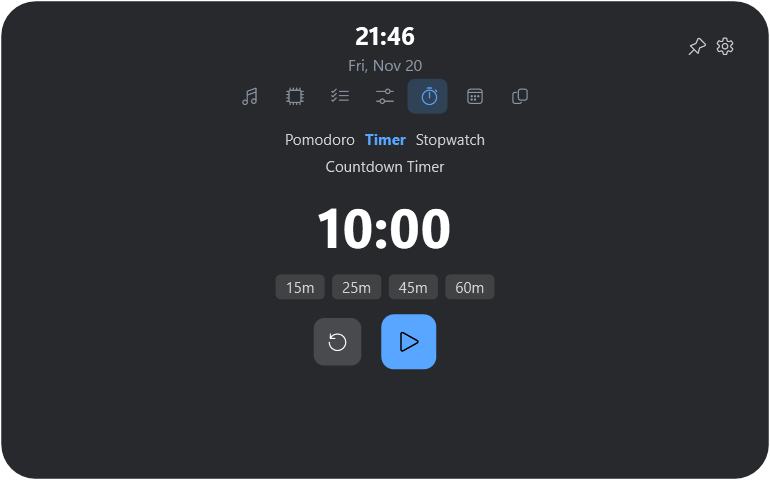 21:46
Fri, Nov 20
Pomodoro Timer Stopwatch
Countdown Timer
10:00
15m 25m 45m 60m